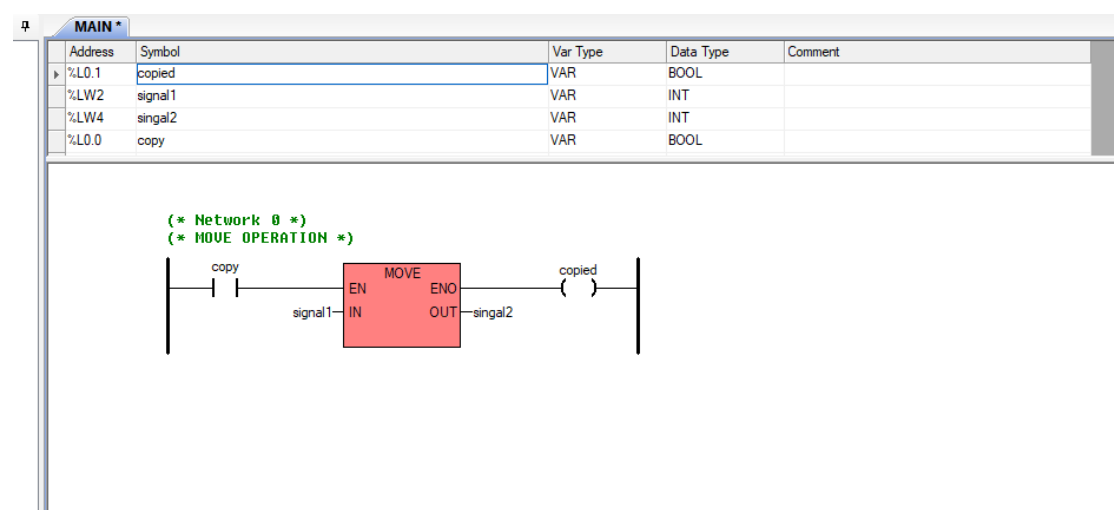 MAIN *
Address Symbol Var Type Data Type Comment
%L0.1 copied VAR BOOL
%LW2 signal1 VAR INT
%LW4 singal2 VAR INT
%L0.0 copy VAR BOOL
(* Network 0 *)
(* MOVE OPERATION *)
copy MOVE copied
EN ENO
signal1 IN OUT singal2